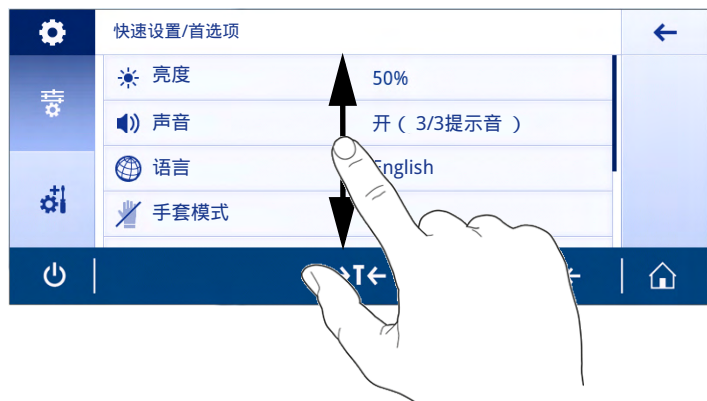 快速设置/首选项
亮度 50%
声音 开（ 3/3提示音 ）
语言 English
手套模式
T